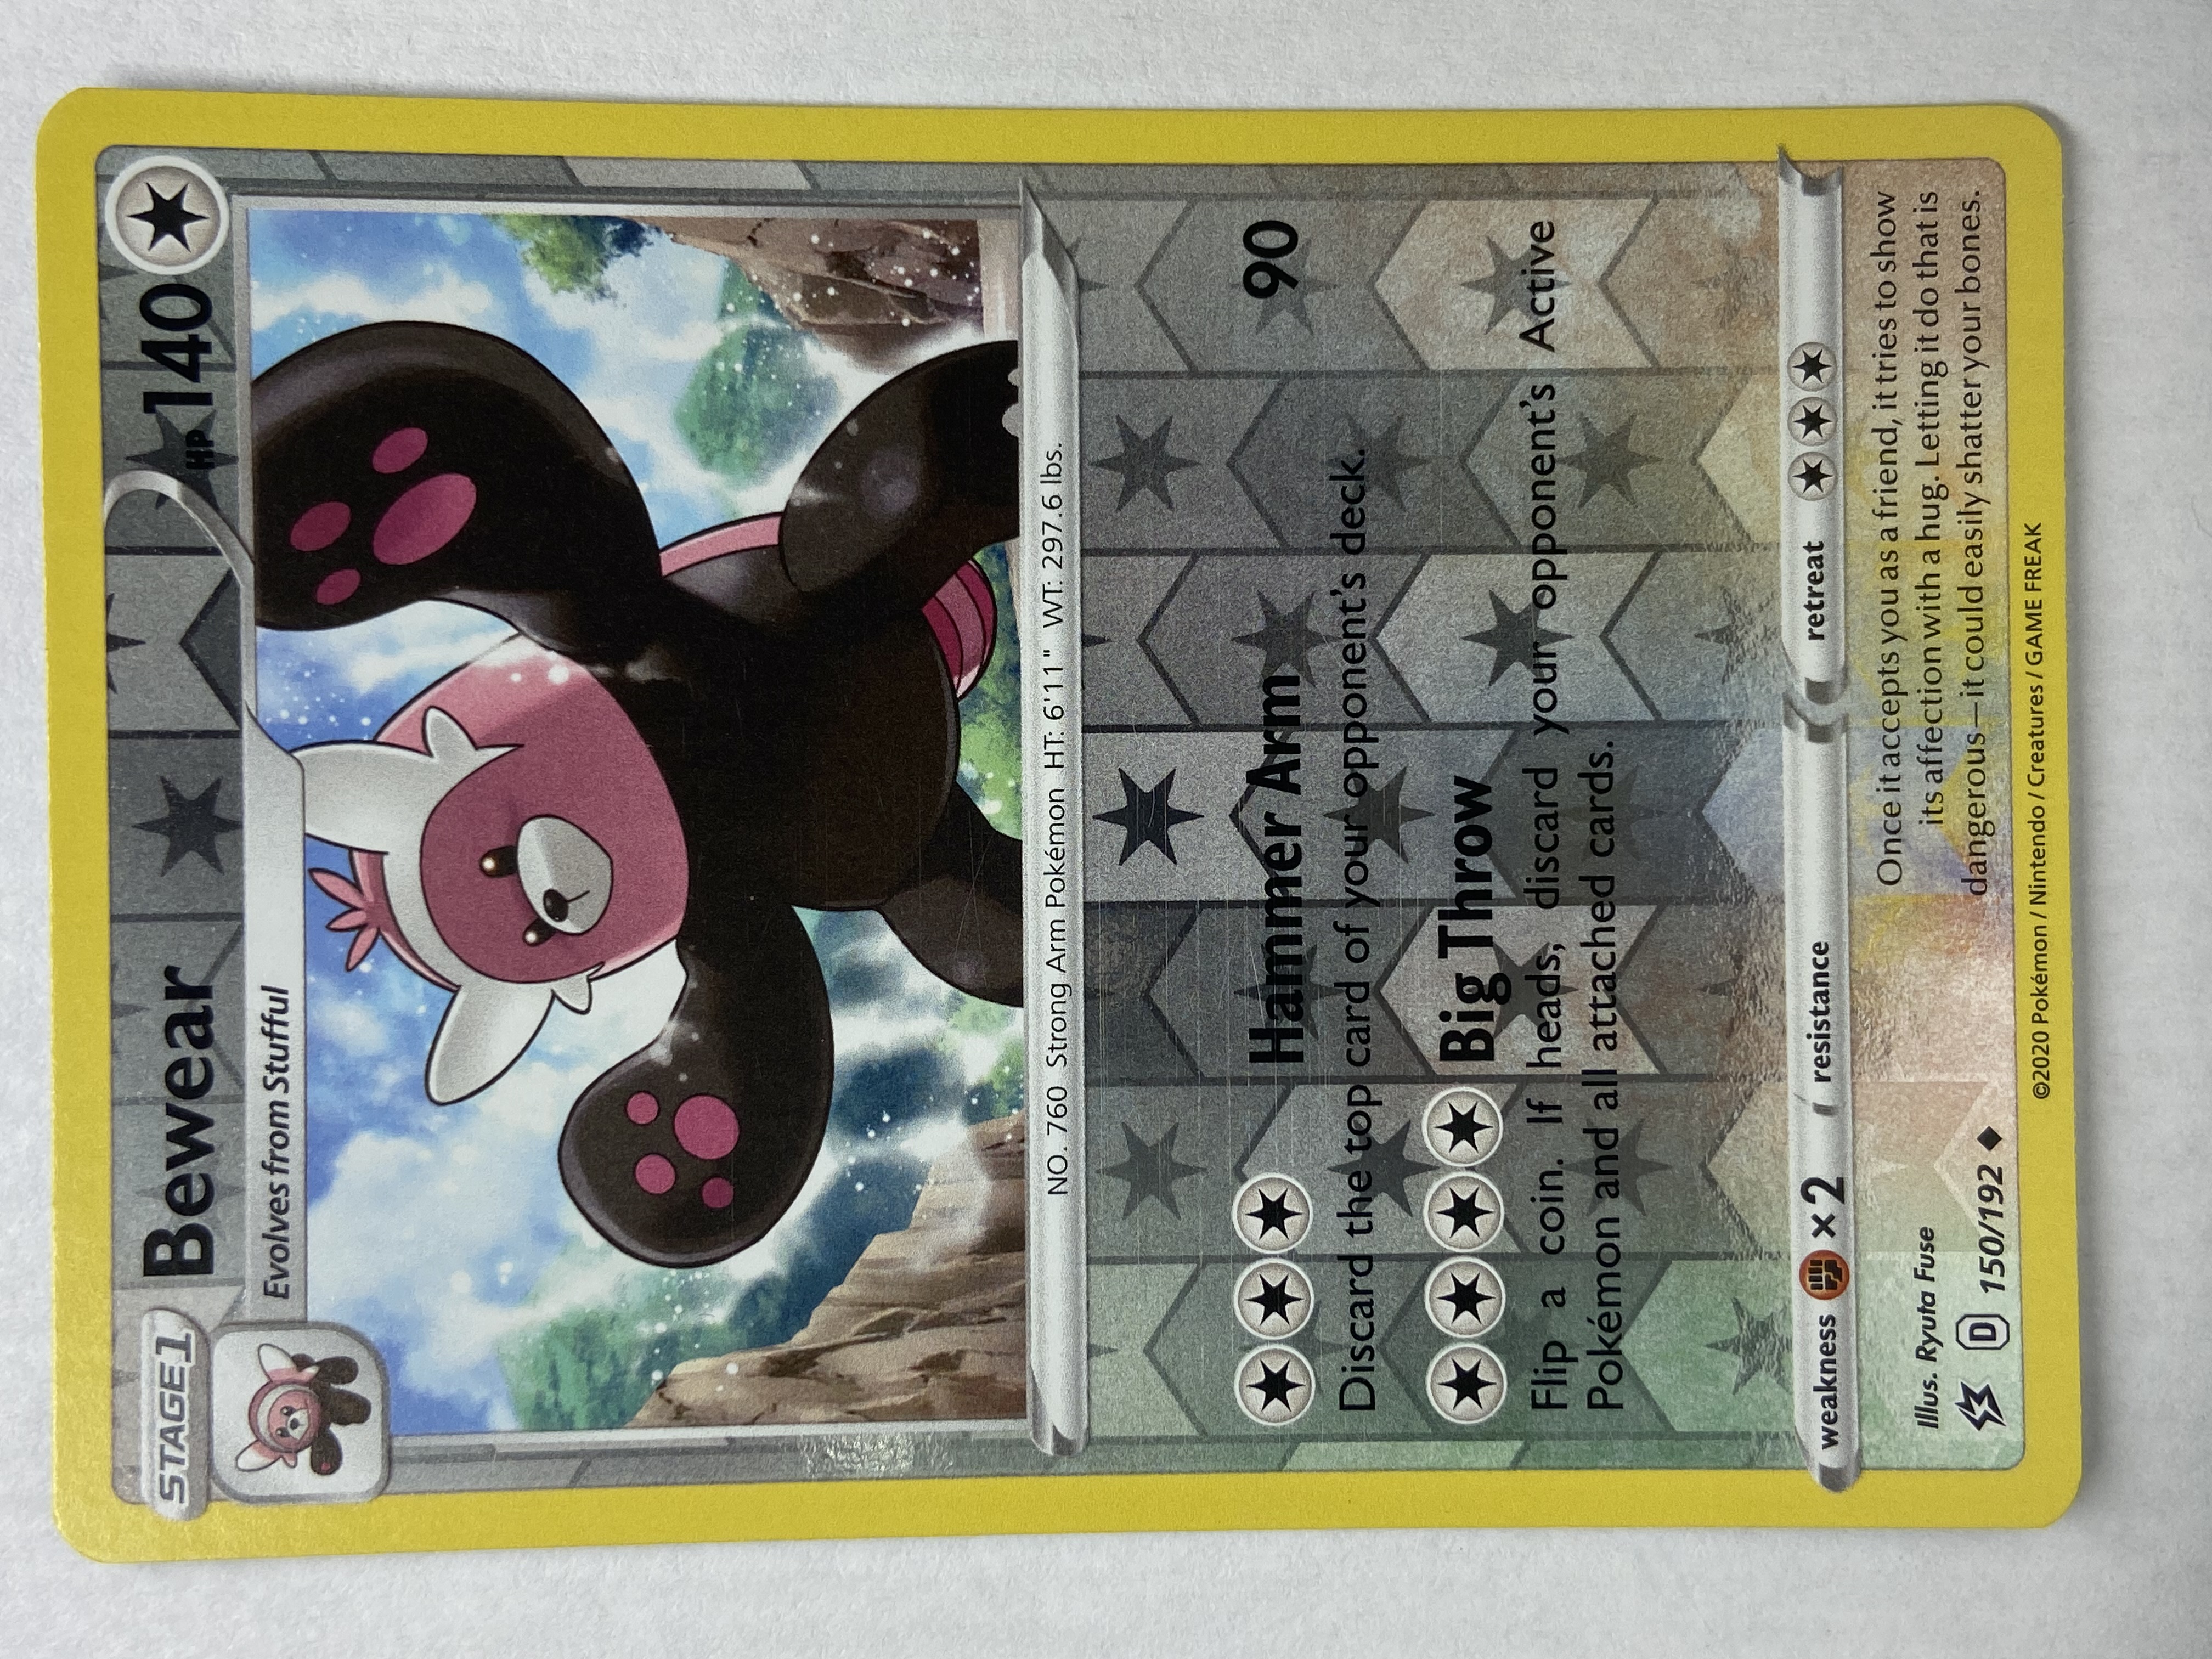 STAGE 1 Bewear HP 140
Evolves from Stufful
NO. 760 Strong Arm Pokémon HT: 6'11" WT: 297.6 lbs.
Hammer Arm 90
Discard the top card of your opponent's deck.
Big Throw
Flip a coin. If heads, discard your opponent's Active
Pokémon and all attached cards.
weakness ×2 resistance retreat
Once it accepts you as a friend, it tries to show
its affection with a hug. Letting it do that is
dangerous—it could easily shatter your bones.
Illus. Ryuta Fuse
D 150/192
©2020 Pokémon / Nintendo / Creatures / GAME FREAK